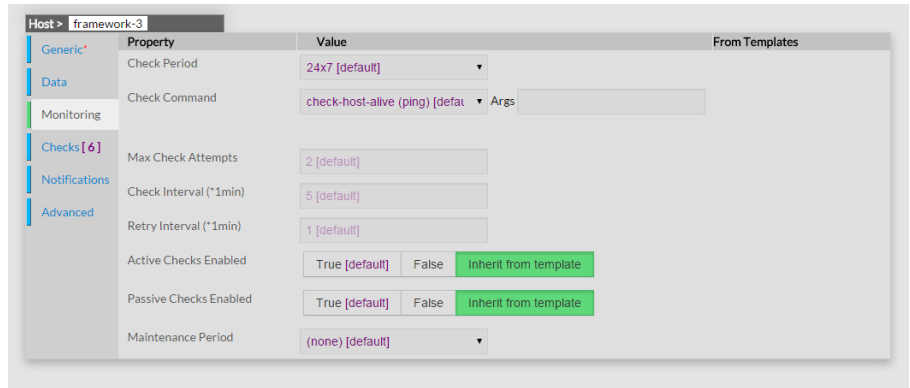 Host > framework-3
Property Value From Templates
Generic*
Data
Monitoring
Checks [ 6 ]
Notifications
Advanced
Check Period 24x7 [default]
Check Command check-host-alive (ping) [defau Args
Max Check Attempts 2 [default]
Check Interval (*1min) 5 [default]
Retry Interval (*1min) 1 [default]
Active Checks Enabled True [default] False Inherit from template
Passive Checks Enabled True [default] False Inherit from template
Maintenance Period (none) [default]